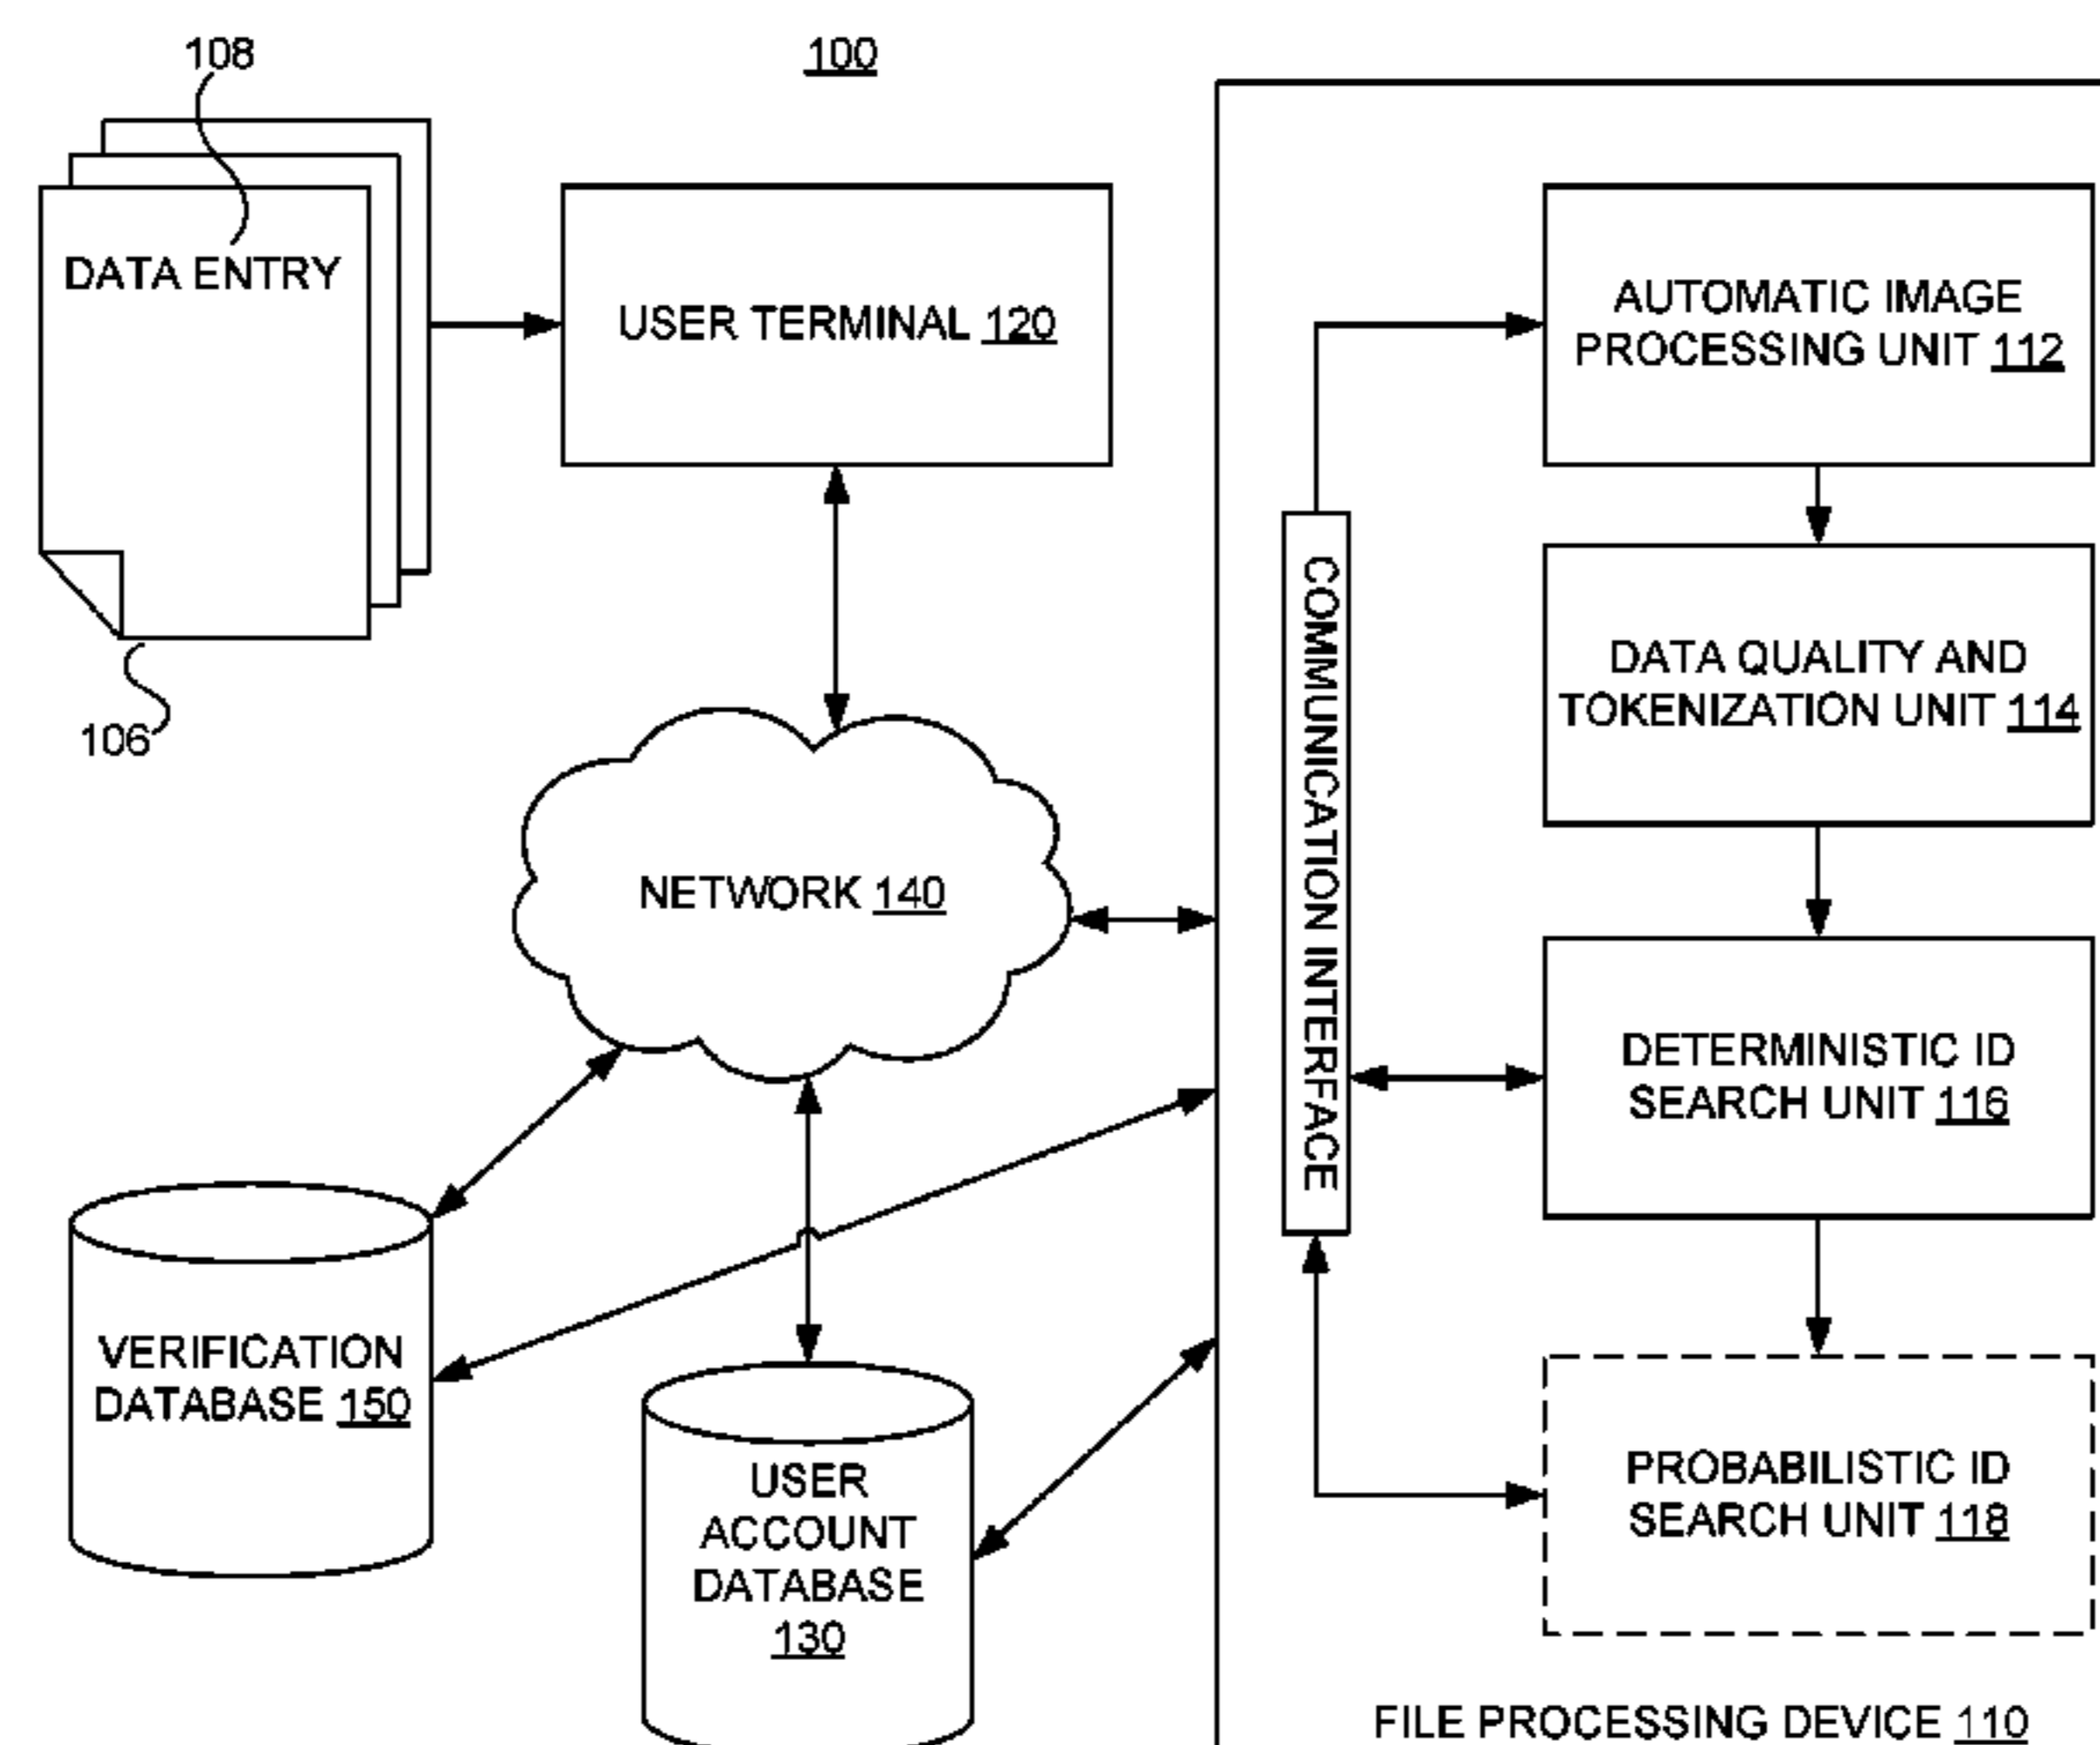 108
100
DATA ENTRY
106
USER TERMINAL 120
NETWORK 140
VERIFICATION
DATABASE 150
USER
ACCOUNT
DATABASE
130
COMMUNICATION INTERFACE
AUTOMATIC IMAGE
PROCESSING UNIT 112
DATA QUALITY AND
TOKENIZATION UNIT 114
DETERMINISTIC ID
SEARCH UNIT 116
PROBABILISTIC ID
SEARCH UNIT 118
FILE PROCESSING DEVICE 110